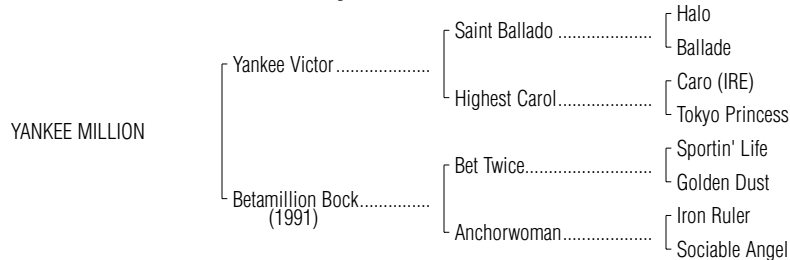 Halo
Saint Ballado ....................
Ballade
Yankee Victor ....................
Caro (IRE)
Highest Carol....................
Tokyo Princess
YANKEE MILLION
Sportin' Life
Bet Twice...........................
Golden Dust
Betamillion Bock...............
(1991)
Iron Ruler
Anchorwoman...................
Sociable Angel